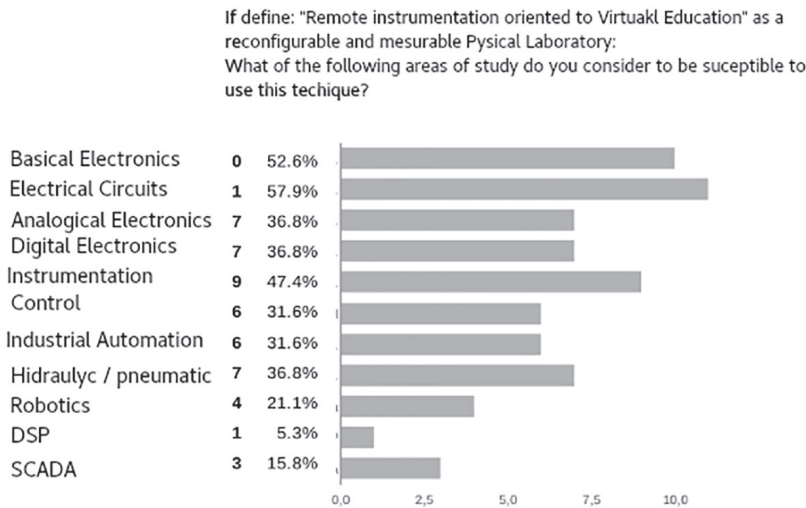 If define: "Remote instrumentation oriented to Virtuakl Education" as a
reconfigurable and mesurable Pysical Laboratory:
What of the following areas of study do you consider to be suceptible to
use this techique?
Basical Electronics 0 52.6%
Electrical Circuits 1 57.9%
Analogical Electronics 7 36.8%
Digital Electronics 7 36.8%
Instrumentation 9 47.4%
Control 6 31.6%
Industrial Automation 6 31.6%
Hidraulyc / pneumatic 7 36.8%
Robotics 4 21.1%
DSP 1 5.3%
SCADA 3 15.8%
0,0 2,5 5,0 7,5 10,0